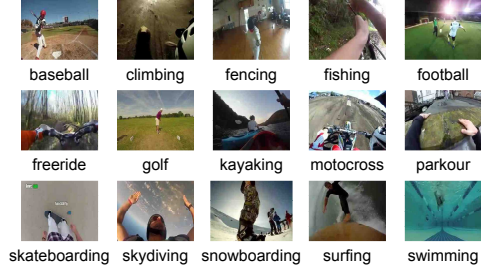 baseball climbing fencing fishing football
freeride golf kayaking motocross parkour
skateboarding skydiving snowboarding surfing swimming